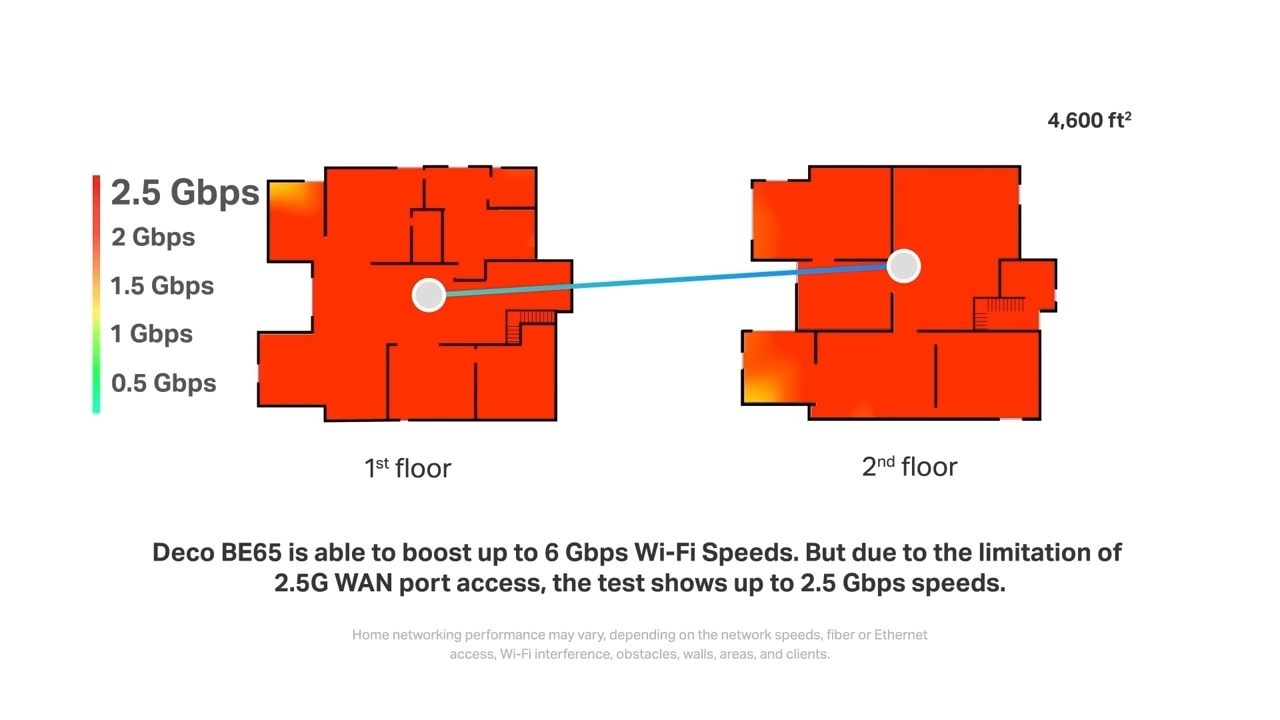 4,600 ft²
2.5 Gbps
2 Gbps
1.5 Gbps
1 Gbps
0.5 Gbps
1st floor
2nd floor
Deco BE65 is able to boost up to 6 Gbps Wi-Fi Speeds. But due to the limitation of
2.5G WAN port access, the test shows up to 2.5 Gbps speeds.
Home networking performance may vary, depending on the network speeds, fiber or Ethernet
access, Wi-Fi interference, obstacles, walls, areas, and clients.